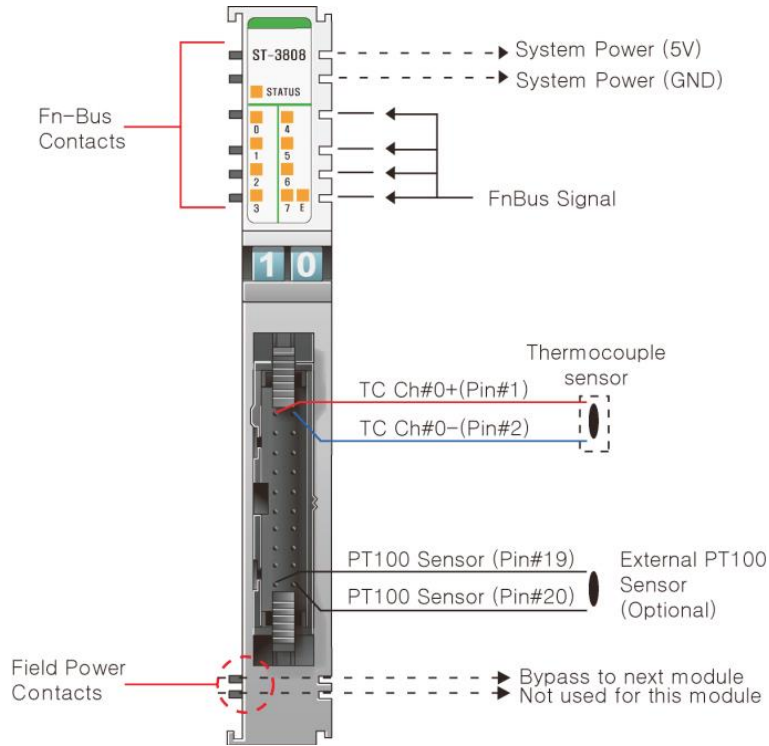 ST-3808
System Power (5V)
System Power (GND)
STATUS
Fn-Bus
Contacts
0 4
1 5
2 6
3 7 E
FnBus Signal
10
Thermocouple
sensor
TC Ch#0+(Pin#1)
TC Ch#0-(Pin#2)
PT100 Sensor (Pin#19)
PT100 Sensor (Pin#20)
External PT100
Sensor
(Optional)
Field Power
Contacts
Bypass to next module
Not used for this module